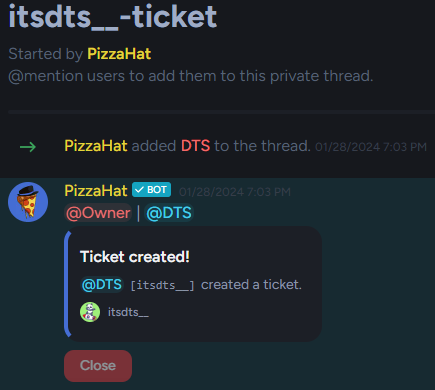 itsdts__-ticket
Started by PizzaHat
@mention users to add them to this private thread.
PizzaHat added DTS to the thread. 01/28/2024 7:03 PM
PizzaHat ✓ BOT 01/28/2024 7:03 PM
@Owner | @DTS
Ticket created!
@DTS [itsdts__] created a ticket.
itsdts__
Close